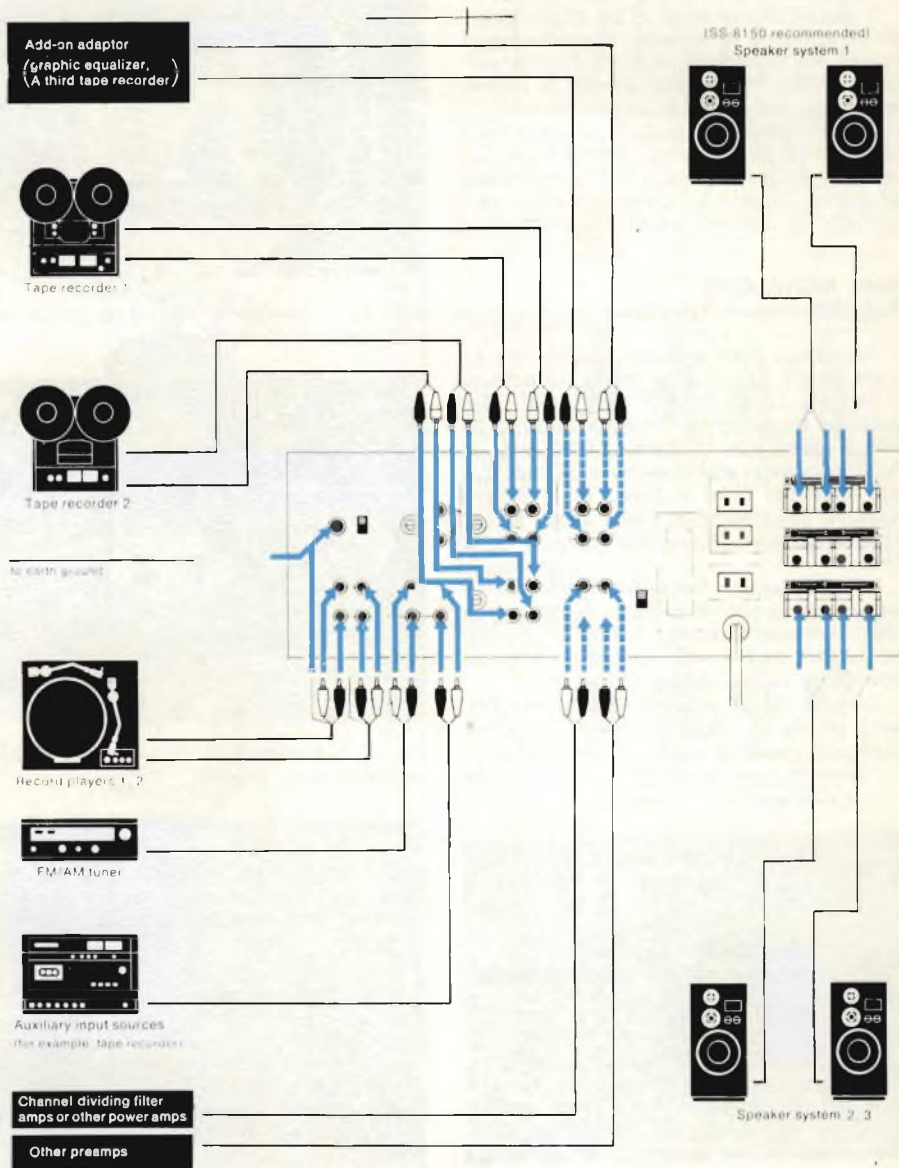 Add-on adaptor
(graphic equalizer,
A third tape recorder)
(SS-8150 recommended)
Speaker system 1
Tape recorder 1
Tape recorder 2
to earth ground
Record players 1, 2
FM/AM tuner
Auxiliary input sources
(for example: tape recorder)
Channel dividing filter
amps or other power amps
Other preamps
Speaker system 2, 3